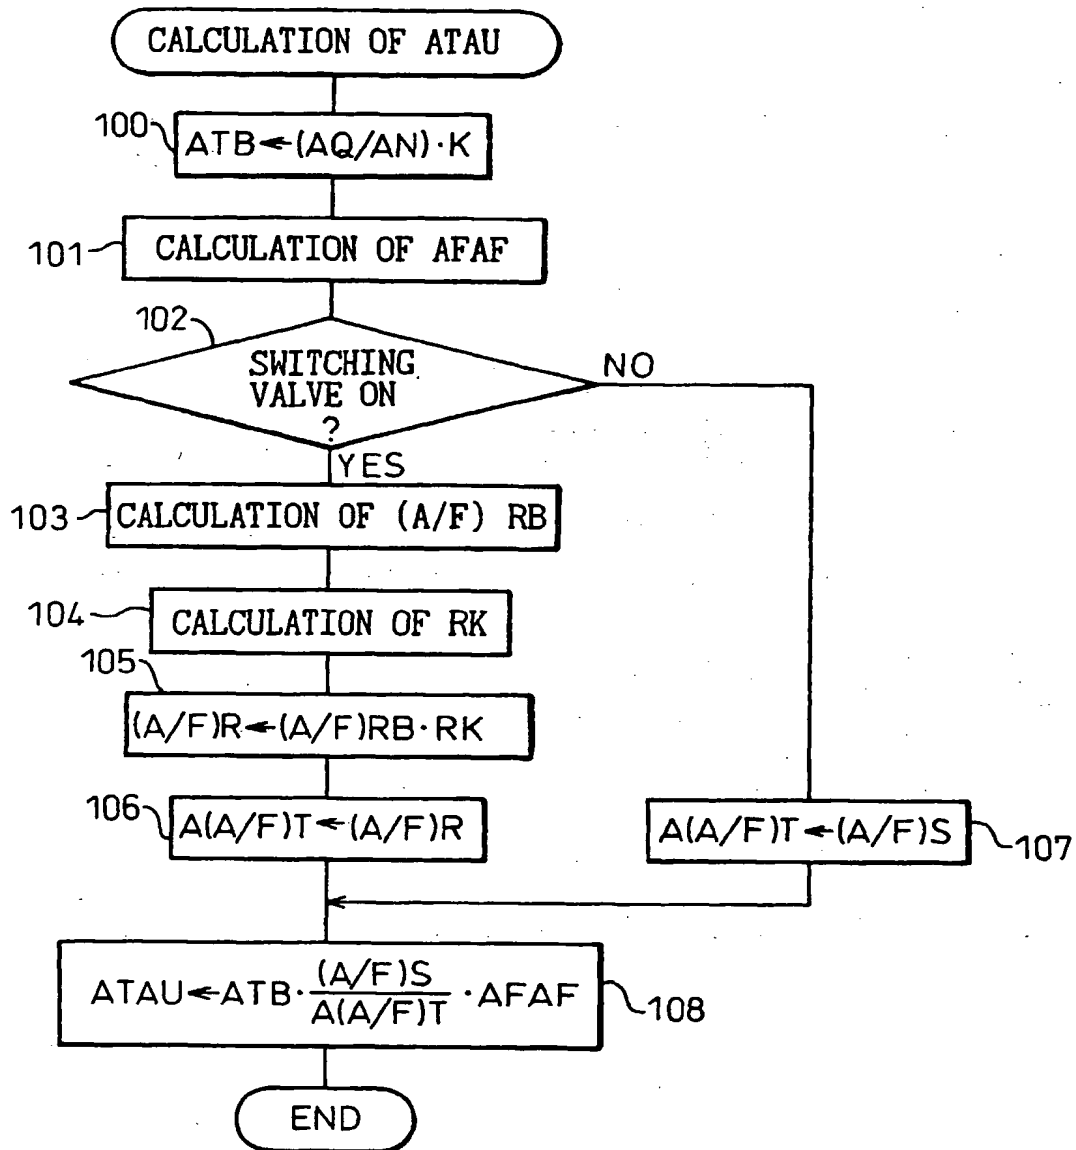 CALCULATION OF ATAU
100
ATB←(AQ/AN)·K
101
CALCULATION OF AFAF
102
SWITCHING
VALVE ON
?
NO
YES
103
CALCULATION OF (A/F) RB
104
CALCULATION OF RK
105
(A/F)R←(A/F)RB·RK
106
A(A/F)T←(A/F)R
A(A/F)T←(A/F)S
107
ATAU←ATB·(A/F)S/A(A/F)T·AFAF
108
END